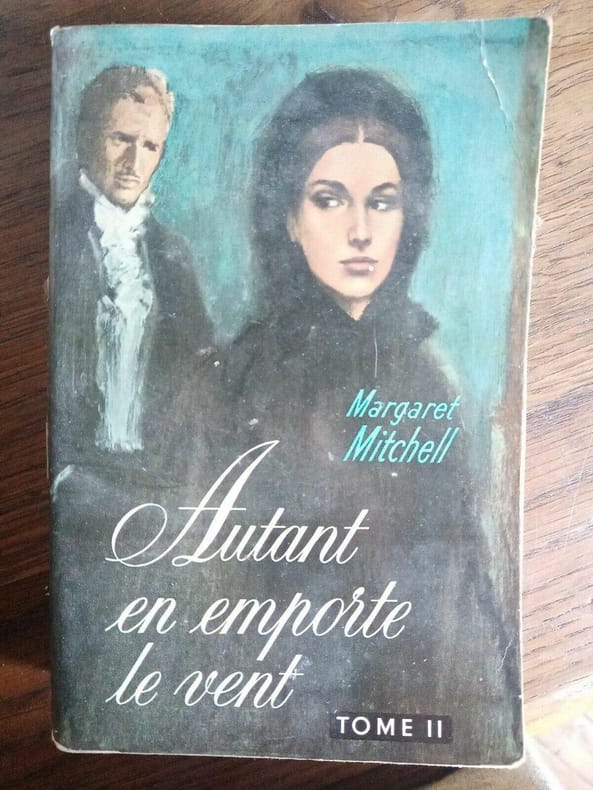 Margaret
Mitchell
Autant
en emporte
le vent
TOME II